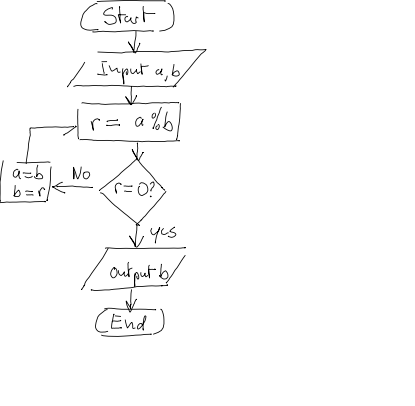 Start
Input a, b
r = a % b
a=b
b=r
No
r=0?
yes
output b
End